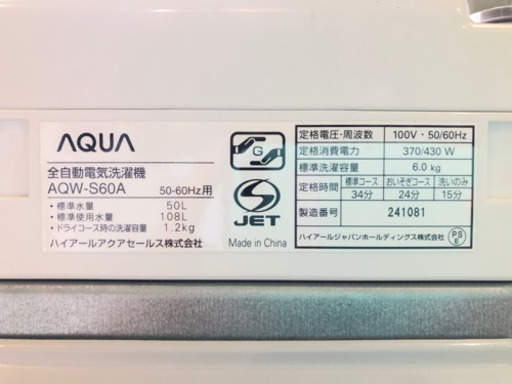 AQUA
全自動電気洗濯機
AQW-S60A 50-60Hz用
・標準水量 50L
・標準使用水量 108L
・ドライコース時の洗濯容量 1.2kg
ハイアールアクアセールス株式会社
G
JET
Made in China
定格電圧・周波数 100V・50/60Hz
定格消費電力 370/430 W
標準洗濯容量 6.0 kg
定格時間 標準コース おいそぎコース 洗いのみ
34分 24分 15分
製造番号 241081
ハイアールジャパンホールディングス株式会社
PS
E